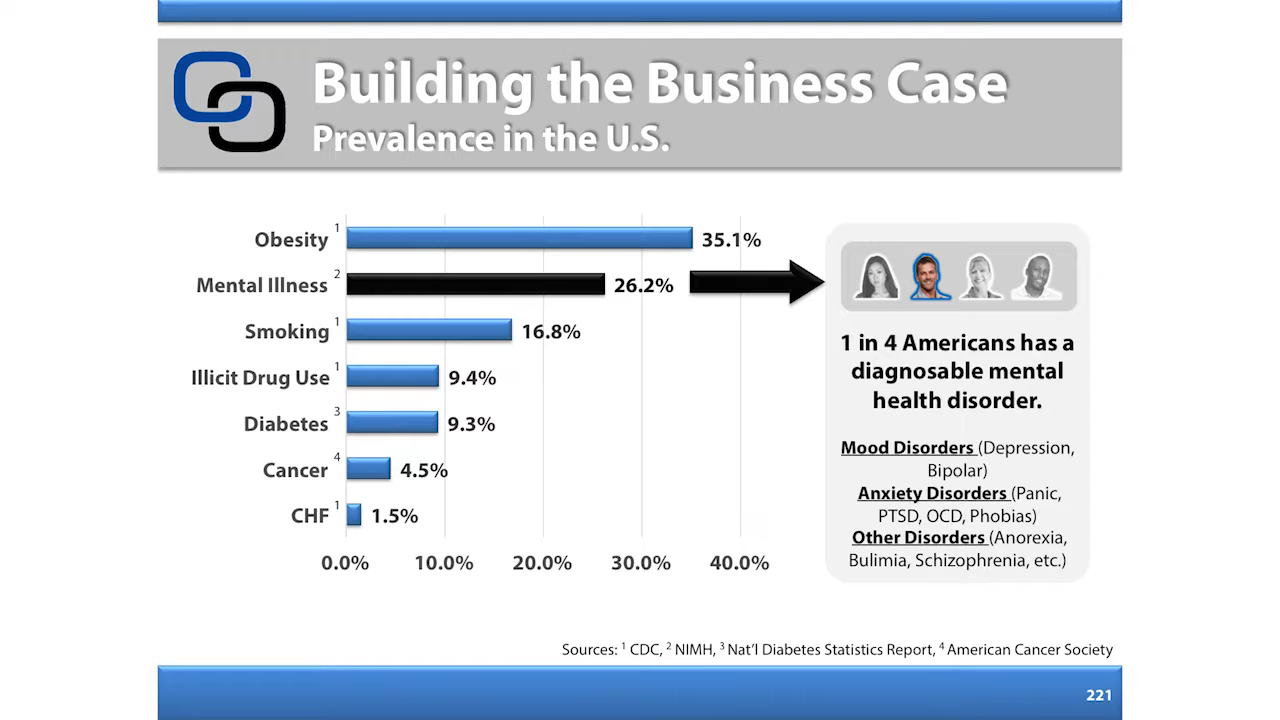 Building the Business Case
Prevalence in the U.S.
Obesity 1 35.1%
Mental Illness 2 26.2%
Smoking 1 16.8%
Illicit Drug Use 1 9.4%
Diabetes 3 9.3%
Cancer 4 4.5%
CHF 1 1.5%
0.0% 10.0% 20.0% 30.0% 40.0%
1 in 4 Americans has a
diagnosable mental
health disorder.
Mood Disorders (Depression,
Bipolar)
Anxiety Disorders (Panic,
PTSD, OCD, Phobias)
Other Disorders (Anorexia,
Bulimia, Schizophrenia, etc.)
Sources: 1 CDC, 2 NIMH, 3 Nat’l Diabetes Statistics Report, 4 American Cancer Society
221